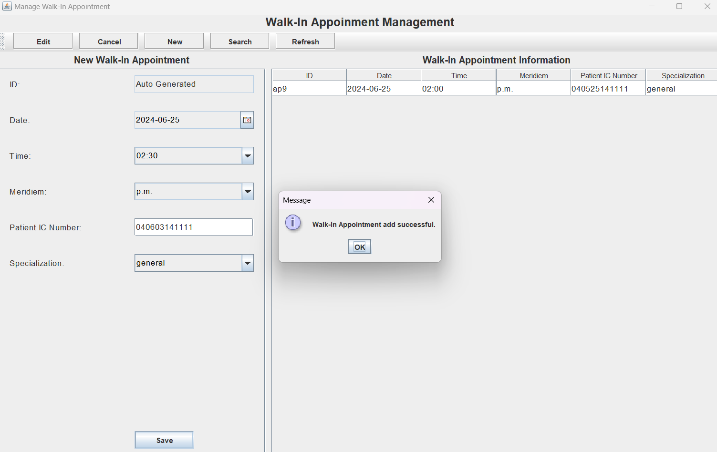 Manage Walk-In Appointment
Walk-In Appoinment Management
Edit Cancel New Search Refresh
New Walk-In Appointment
ID: Auto Generated
Date: 2024-06-25
Time: 02:30
Meridiem: p.m.
Patient IC Number: 040603141111
Specialization: general
Save
Walk-In Appointment Information
ID Date Time Meridiem Patient IC Number Specialization
ap9 2024-06-25 02:00 p.m. 040525141111 general
Message
Walk-In Appointment add successful.
OK